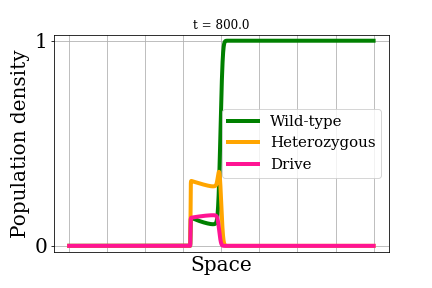 t = 800.0
1
Population density
Wild-type
Heterozygous
Drive
0
Space